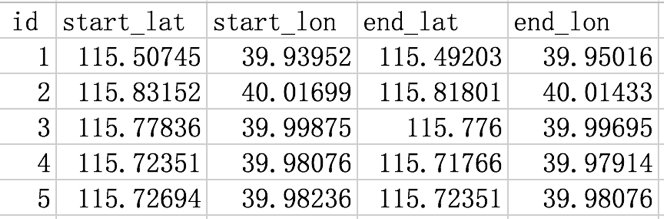 id start_lat start_lon end_lat end_lon
1 115.50745 39.93952 115.49203 39.95016
2 115.83152 40.01699 115.81801 40.01433
3 115.77836 39.99875 115.776 39.99695
4 115.72351 39.98076 115.71766 39.97914
5 115.72694 39.98236 115.72351 39.98076